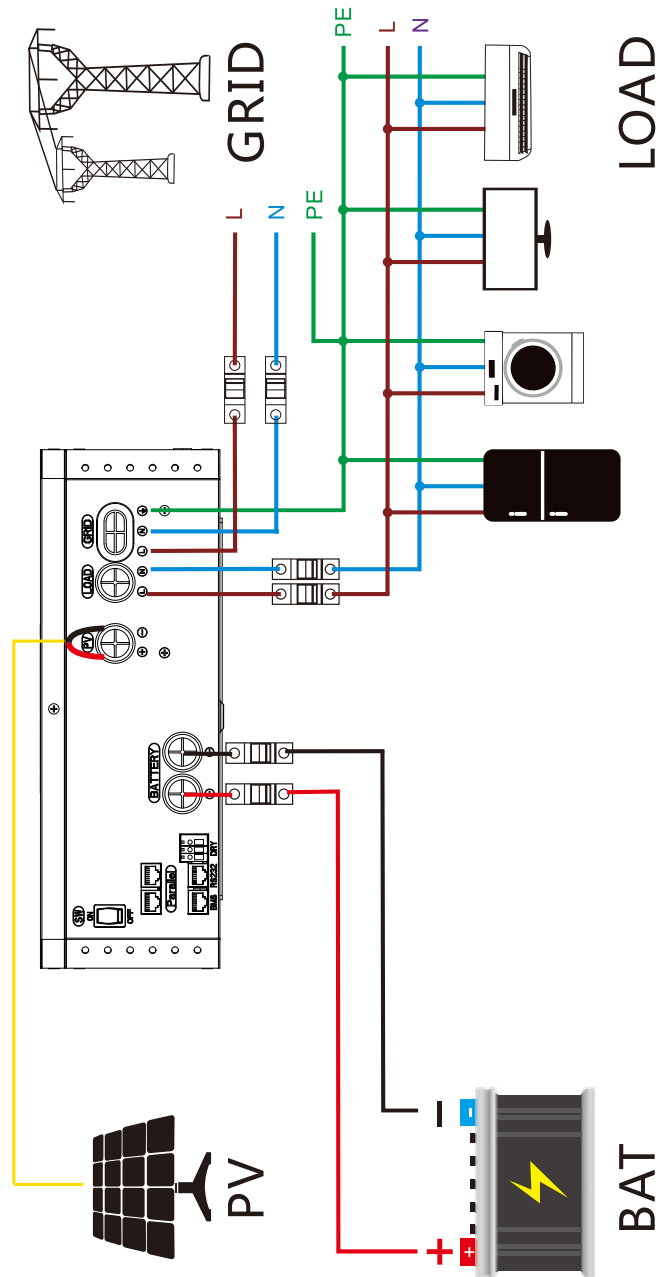 GRID
LOAD
PE
L
N
L
N
PE
GRID
LOAD
PV
BATTERY
L
N
L
N
+
−
SW
ON
OFF
Parallel
BMS
RS232
DRY
PV
BAT
+
−
+
-